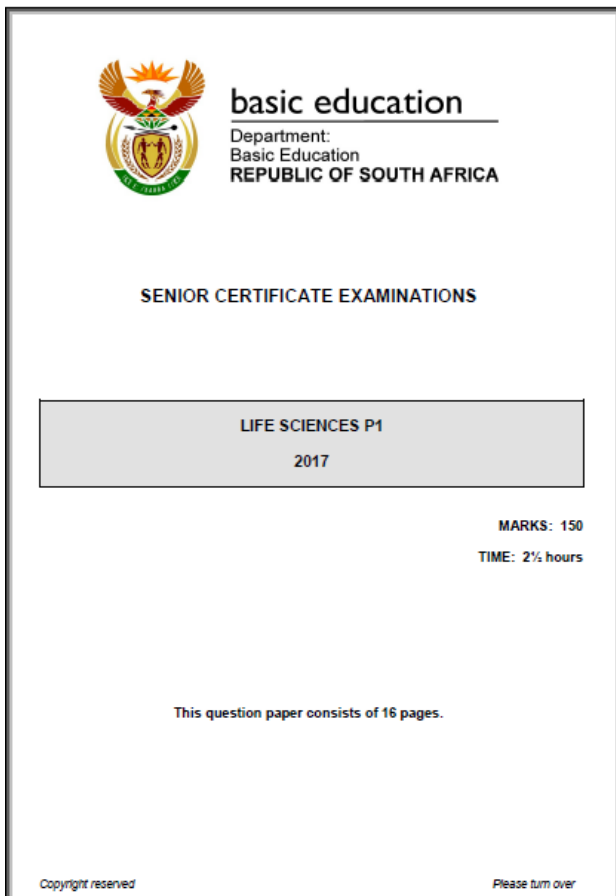 basic education
Department:
Basic Education
REPUBLIC OF SOUTH AFRICA
SENIOR CERTIFICATE EXAMINATIONS
LIFE SCIENCES P1
2017
MARKS: 150
TIME: 2½ hours
This question paper consists of 16 pages.
Copyright reserved
Please turn over